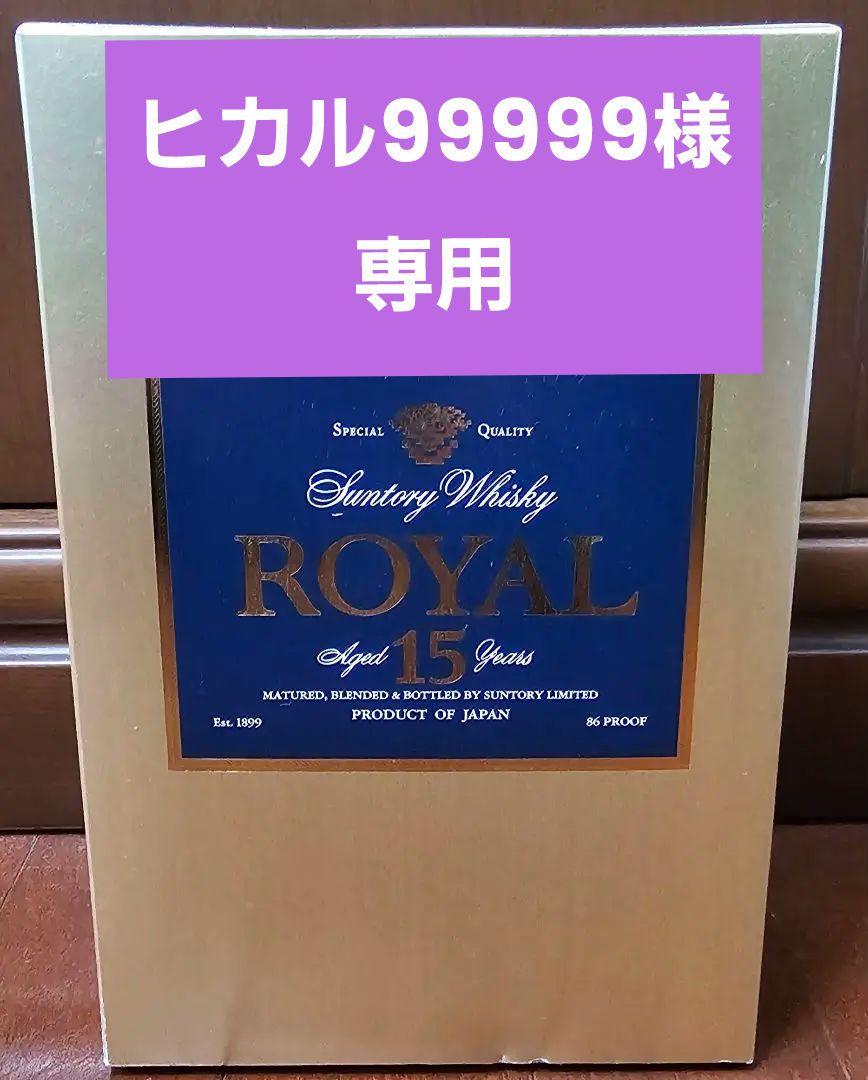 ヒカル99999様
専用
SPECIAL QUALITY
Suntory Whisky
ROYAL
Aged 15 Years
MATURED, BLENDED & BOTTLED BY SUNTORY LIMITED
PRODUCT OF JAPAN
Est. 1899 86 PROOF